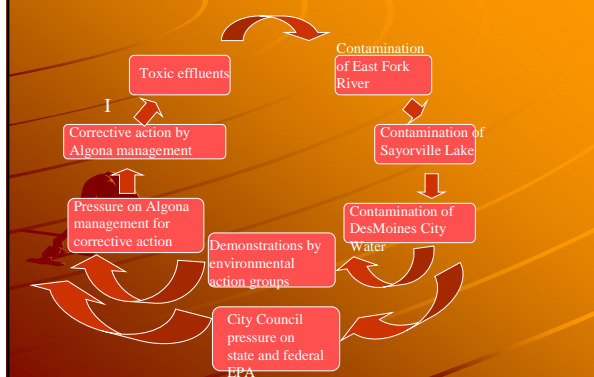 Toxic effluents
Contamination
of East Fork
River
I
Corrective action by
Algona management
Contamination of
Sayorville Lake
Pressure on Algona
management for
corrective action
Contamination of
DesMoines City
Water
Demonstrations by
environmental
action groups
City Council
pressure on
state and federal
EPA